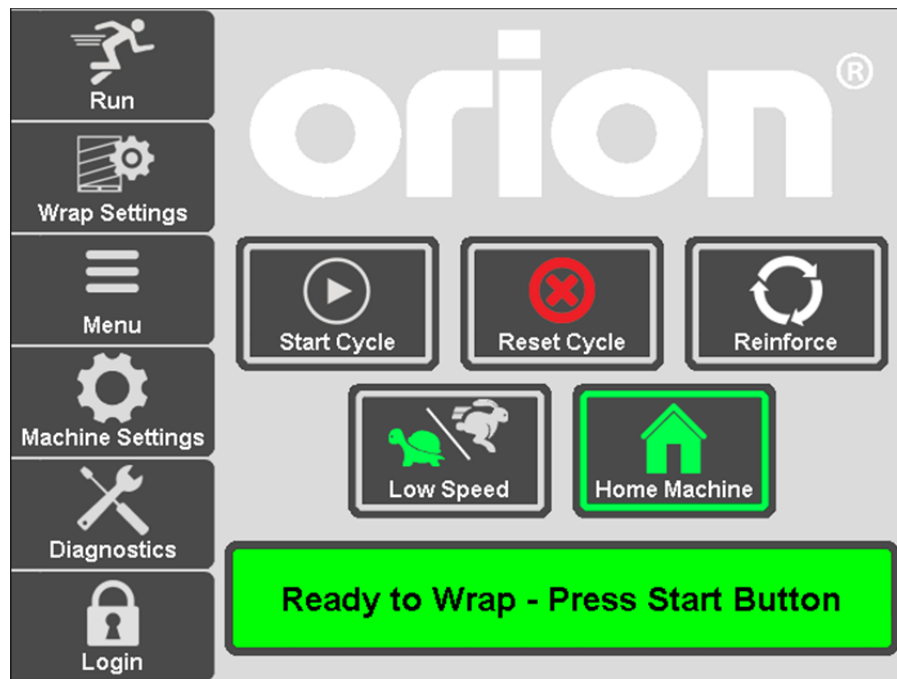 Run
Wrap Settings
Menu
Machine Settings
Diagnostics
Login
orion®
Start Cycle
Reset Cycle
Reinforce
Low Speed
Home Machine
Ready to Wrap - Press Start Button